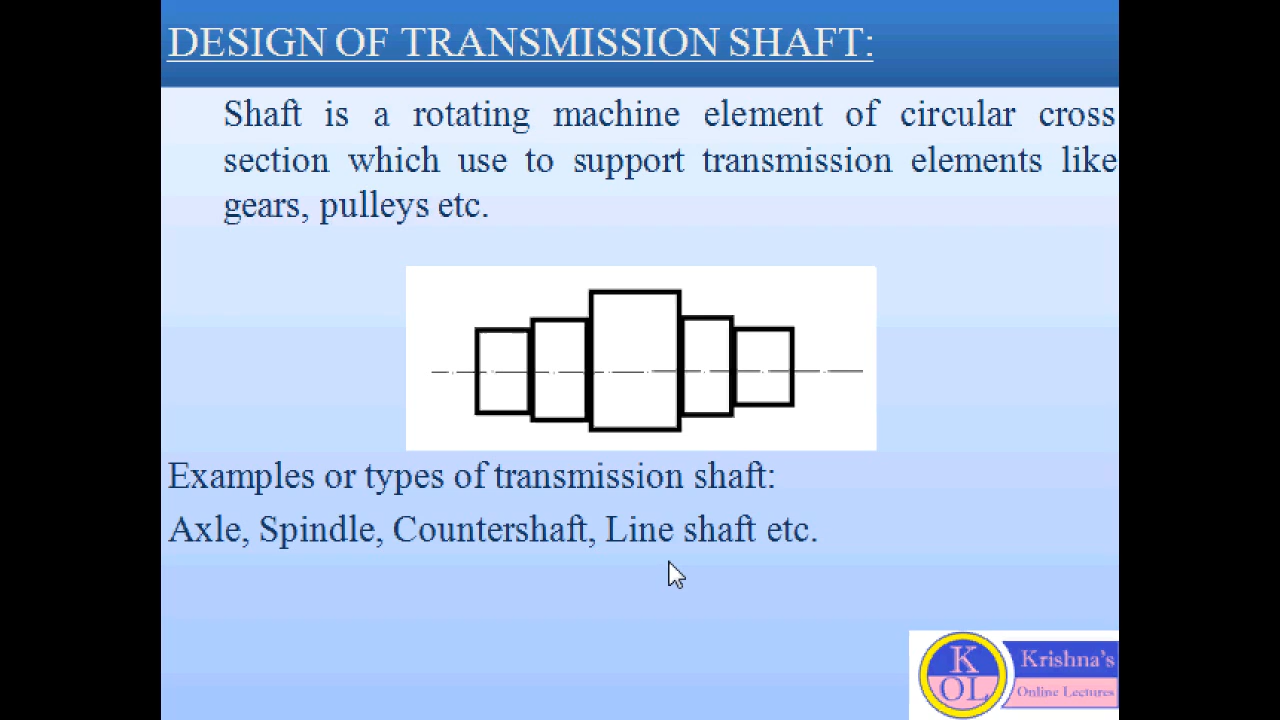 DESIGN OF TRANSMISSION SHAFT:
Shaft is a rotating machine element of circular cross
section which use to support transmission elements like
gears, pulleys etc.
Examples or types of transmission shaft:
Axle, Spindle, Countershaft, Line shaft etc.
K
OL
Krishna's
Online Lectures